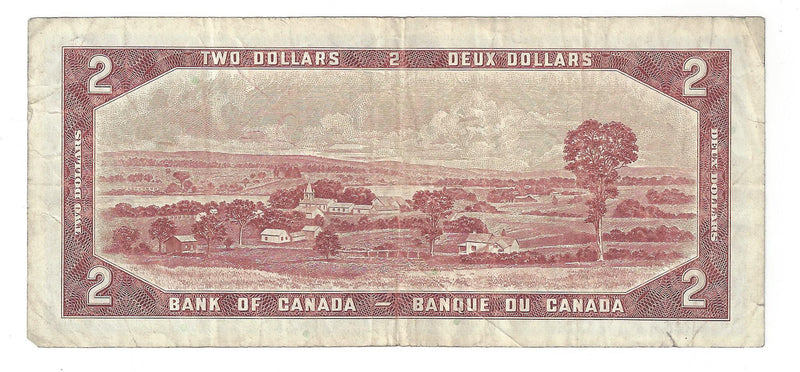 2 TWO DOLLARS 2 DEUX DOLLARS 2
TWO DOLLARS
DEUX DOLLARS
2 BANK OF CANADA — BANQUE DU CANADA 2